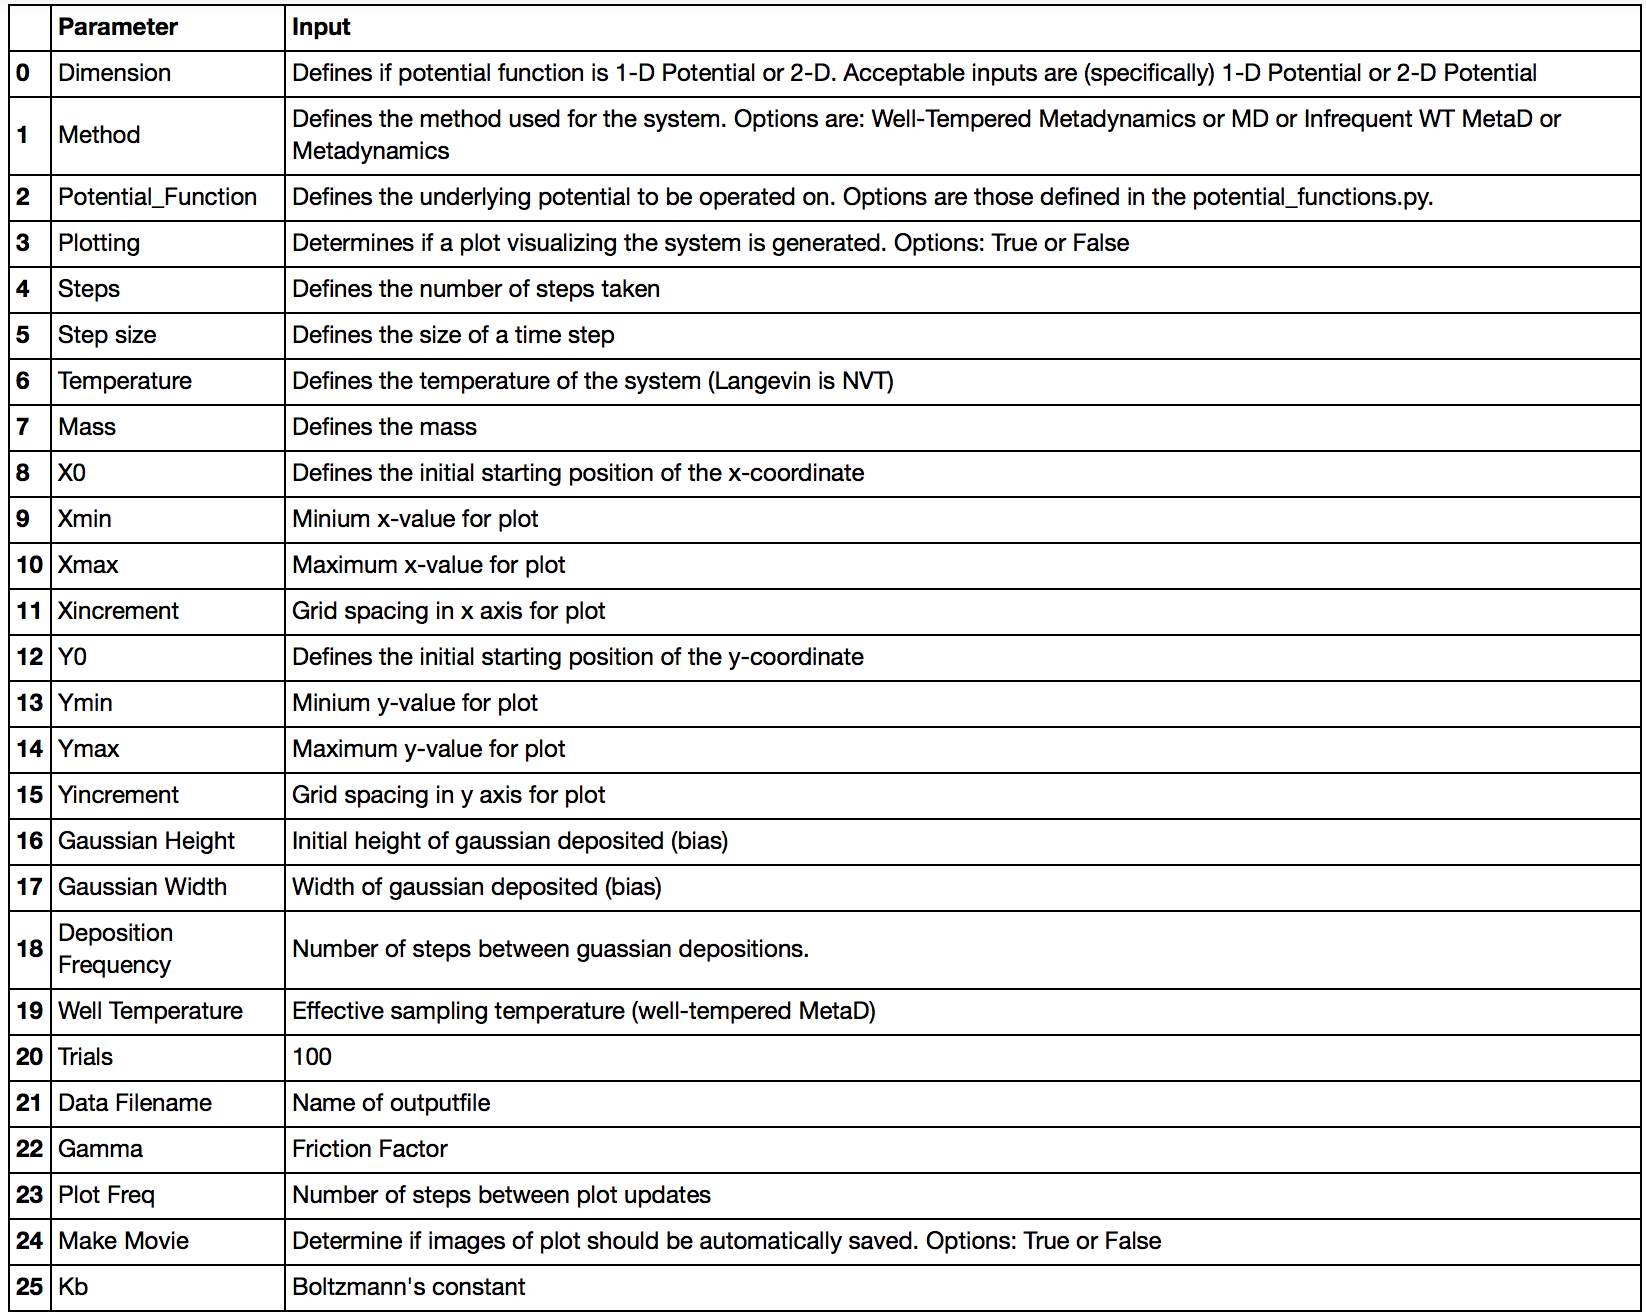 Parameter Input
0 Dimension Defines if potential function is 1-D Potential or 2-D. Acceptable inputs are (specifically) 1-D Potential or 2-D Potential
1 Method Defines the method used for the system. Options are: Well-Tempered Metadynamics or MD or Infrequent WT MetaD or
Metadynamics
2 Potential_Function Defines the underlying potential to be operated on. Options are those defined in the potential_functions.py.
3 Plotting Determines if a plot visualizing the system is generated. Options: True or False
4 Steps Defines the number of steps taken
5 Step size Defines the size of a time step
6 Temperature Defines the temperature of the system (Langevin is NVT)
7 Mass Defines the mass
8 X0 Defines the initial starting position of the x-coordinate
9 Xmin Minium x-value for plot
10 Xmax Maximum x-value for plot
11 Xincrement Grid spacing in x axis for plot
12 Y0 Defines the initial starting position of the y-coordinate
13 Ymin Minium y-value for plot
14 Ymax Maximum y-value for plot
15 Yincrement Grid spacing in y axis for plot
16 Gaussian Height Initial height of gaussian deposited (bias)
17 Gaussian Width Width of gaussian deposited (bias)
18 Deposition
Frequency Number of steps between guassian depositions.
19 Well Temperature Effective sampling temperature (well-tempered MetaD)
20 Trials 100
21 Data Filename Name of outputfile
22 Gamma Friction Factor
23 Plot Freq Number of steps between plot updates
24 Make Movie Determine if images of plot should be automatically saved. Options: True or False
25 Kb Boltzmann's constant